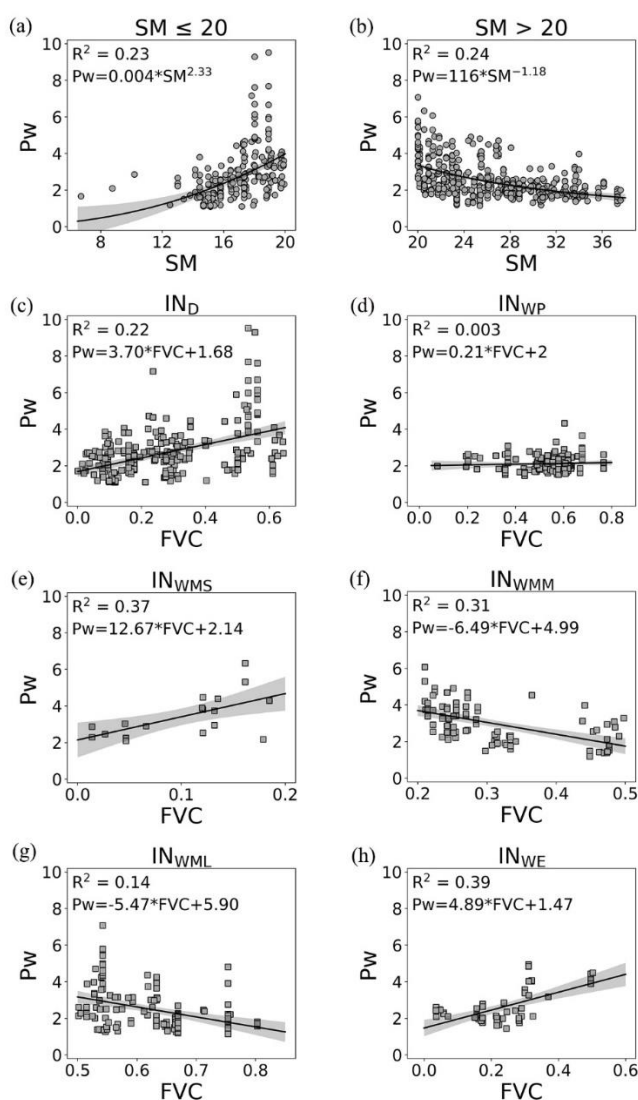 (a) SM ≤ 20
R² = 0.23
Pw=0.004*SM^2.33
Pw
10
8
6
4
2
0
8 12 16 20
SM
(b) SM > 20
R² = 0.24
Pw=116*SM^−1.18
Pw
10
8
6
4
2
0
20 24 28 32 36
SM
(c) IN_D
R² = 0.22
Pw=3.70*FVC+1.68
Pw
10
8
6
4
2
0
0.0 0.2 0.4 0.6
FVC
(d) IN_WP
R² = 0.003
Pw=0.21*FVC+2
Pw
10
8
6
4
2
0
0.0 0.2 0.4 0.6 0.8
FVC
(e) IN_WMS
R² = 0.37
Pw=12.67*FVC+2.14
Pw
10
8
6
4
2
0
0.0 0.1 0.2
FVC
(f) IN_WMM
R² = 0.31
Pw=-6.49*FVC+4.99
Pw
10
8
6
4
2
0
0.2 0.3 0.4 0.5
FVC
(g) IN_WML
R² = 0.14
Pw=-5.47*FVC+5.90
Pw
10
8
6
4
2
0
0.5 0.6 0.7 0.8
FVC
(h) IN_WE
R² = 0.39
Pw=4.89*FVC+1.47
Pw
10
8
6
4
2
0
0.0 0.2 0.4 0.6
FVC